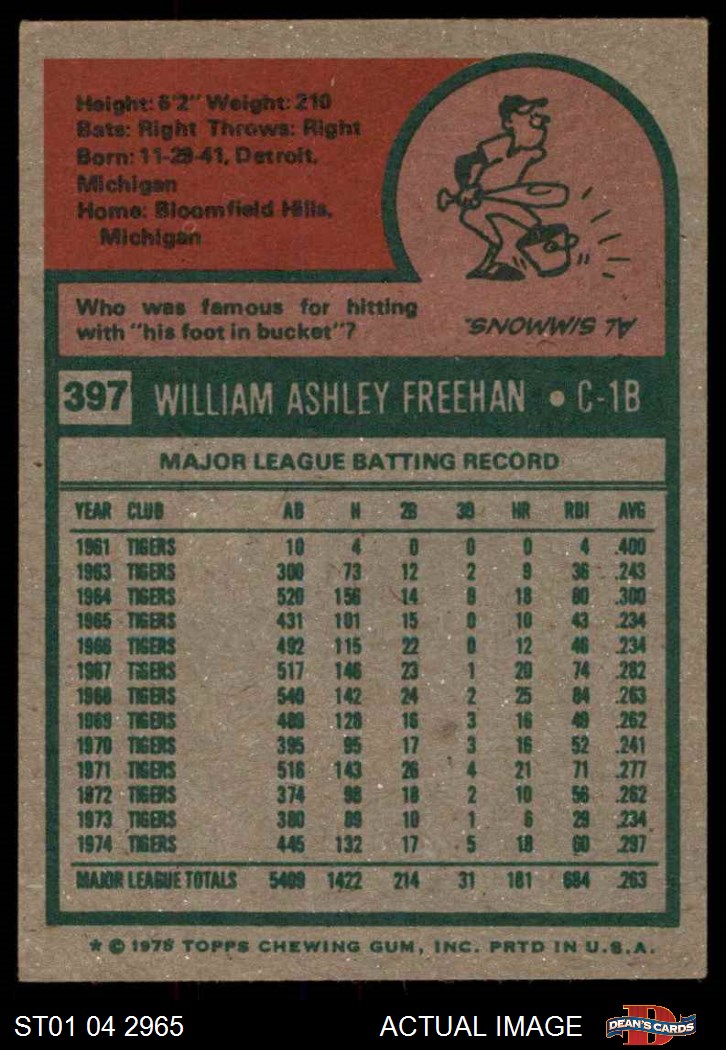 Height: 6'2" Weight: 210
Bats: Right Throws: Right
Born: 11-29-41, Detroit,
Michigan
Home: Bloomfield Hills,
Michigan
Who was famous for hitting
with "his foot in bucket"?
AL SIMMONS.
397 WILLIAM ASHLEY FREEHAN • C-1B
MAJOR LEAGUE BATTING RECORD
YEAR CLUB AB H 2B 3B HR RBI AVG
1961 TIGERS 10 4 0 0 0 4 .400
1963 TIGERS 300 73 12 2 9 36 .243
1964 TIGERS 520 156 14 8 18 80 .300
1965 TIGERS 431 101 15 0 10 43 .234
1966 TIGERS 492 115 22 0 12 46 .234
1967 TIGERS 517 146 23 1 20 74 .282
1968 TIGERS 540 142 24 2 25 84 .263
1969 TIGERS 489 128 16 3 16 49 .262
1970 TIGERS 395 95 17 3 16 52 .241
1971 TIGERS 516 143 26 4 21 71 .277
1972 TIGERS 374 98 18 2 10 56 .262
1973 TIGERS 380 89 10 1 6 29 .234
1974 TIGERS 445 132 17 5 18 60 .297
MAJOR LEAGUE TOTALS 5409 1422 214 31 181 684 .263
* © 1975 TOPPS CHEWING GUM, INC. PRTD IN U.S.A.
ST01 04 2965 ACTUAL IMAGE DEAN'S CARDS